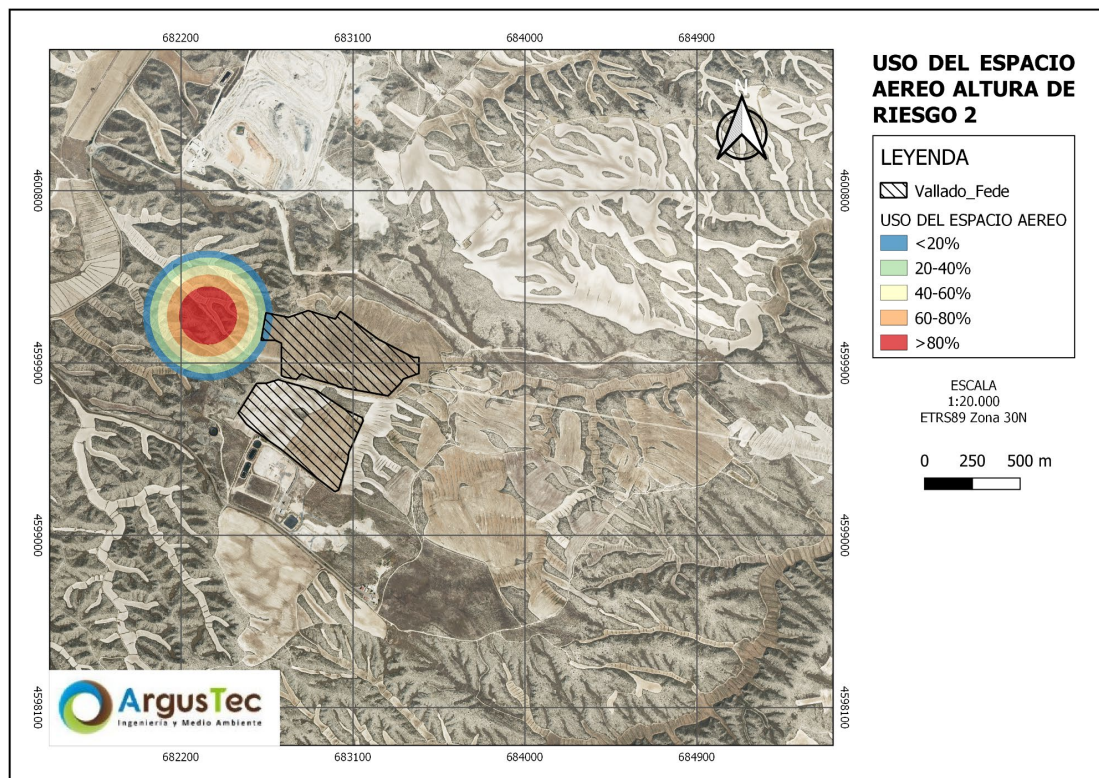 682200
683100
684000
684900
USO DEL ESPACIO
AEREO ALTURA DE
RIESGO 2
N
LEYENDA
Vallado_Fede
USO DEL ESPACIO AEREO
<20%
20-40%
40-60%
60-80%
>80%
4600800
4600800
4599900
4599900
ESCALA
1:20.000
ETRS89 Zona 30N
0 250 500 m
4599000
4599000
4598100
4598100
ArgusTec
Ingeniería y Medio Ambiente
682200
683100
684000
684900